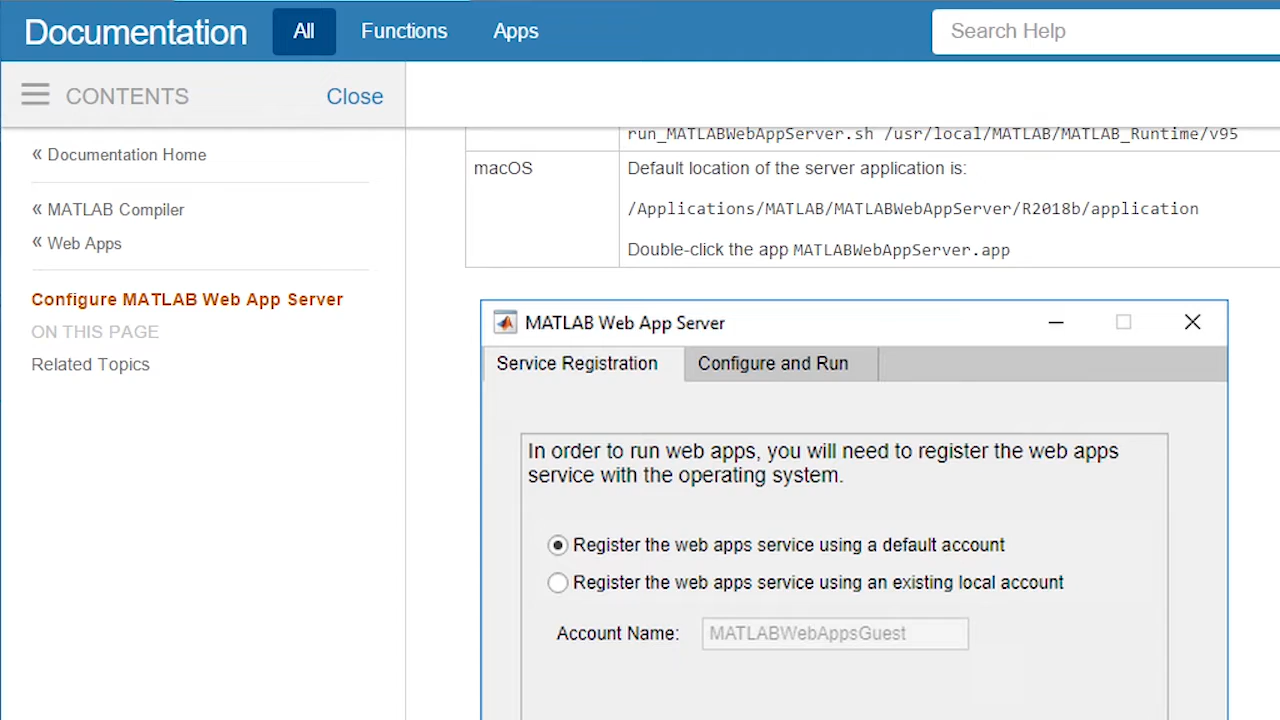 Documentation All Functions Apps Search Help
CONTENTS Close
« Documentation Home
« MATLAB Compiler
« Web Apps
Configure MATLAB Web App Server
ON THIS PAGE
Related Topics
run_MATLABWebAppServer.sh /usr/local/MATLAB/MATLAB_Runtime/v95
macOS Default location of the server application is:
/Applications/MATLAB/MATLABWebAppServer/R2018b/application
Double-click the app MATLABWebAppServer.app
MATLAB Web App Server
Service Registration Configure and Run
In order to run web apps, you will need to register the web apps
service with the operating system.
Register the web apps service using a default account
Register the web apps service using an existing local account
Account Name: MATLABWebAppsGuest